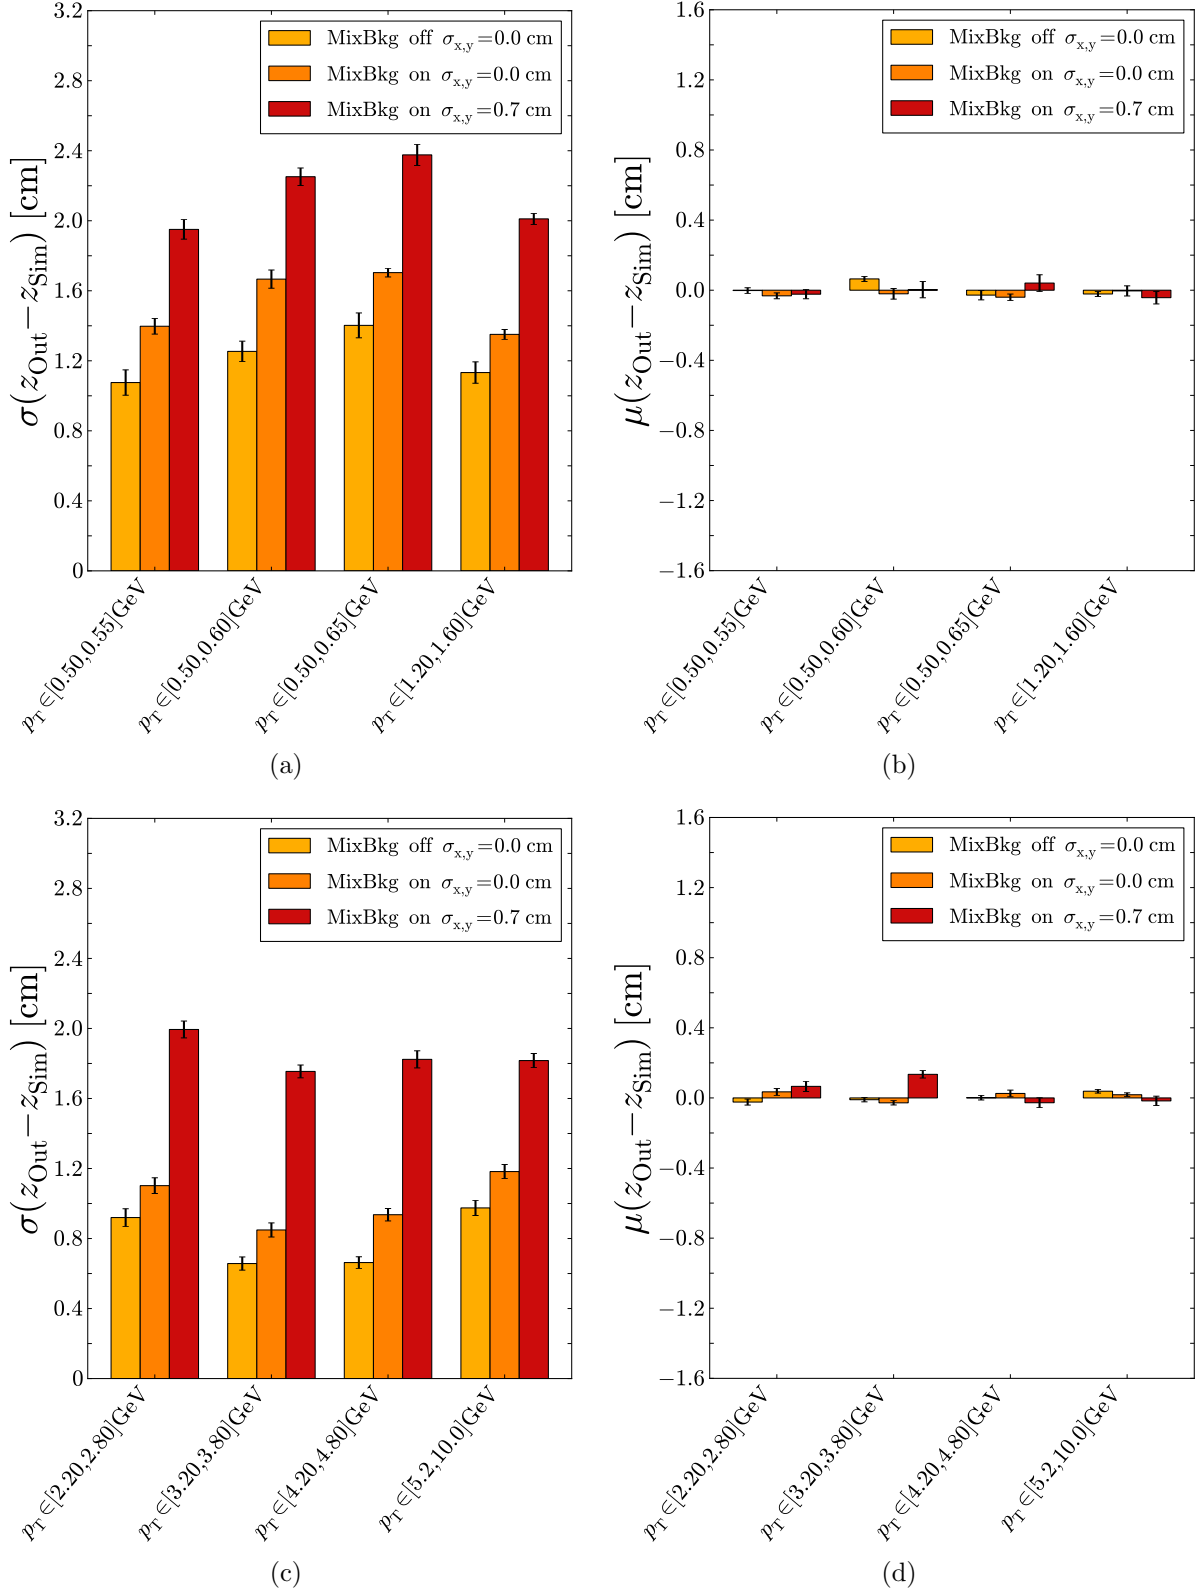 3.2
2.8
2.4
2.0
1.6
1.2
0.8
0.4
0
σ(z_Out−z_Sim) [cm]
MixBkg off σ_x,y=0.0 cm
MixBkg on σ_x,y=0.0 cm
MixBkg on σ_x,y=0.7 cm
p_T∈[0.50,0.55]GeV
p_T∈[0.50,0.60]GeV
p_T∈[0.50,0.65]GeV
p_T∈[1.20,1.60]GeV
(a)
1.6
1.2
0.8
0.4
0.0
−0.4
−0.8
−1.2
−1.6
μ(z_Out−z_Sim) [cm]
MixBkg off σ_x,y=0.0 cm
MixBkg on σ_x,y=0.0 cm
MixBkg on σ_x,y=0.7 cm
p_T∈[0.50,0.55]GeV
p_T∈[0.50,0.60]GeV
p_T∈[0.50,0.65]GeV
p_T∈[1.20,1.60]GeV
(b)
3.2
2.8
2.4
2.0
1.6
1.2
0.8
0.4
0
σ(z_Out−z_Sim) [cm]
MixBkg off σ_x,y=0.0 cm
MixBkg on σ_x,y=0.0 cm
MixBkg on σ_x,y=0.7 cm
p_T∈[2.20,2.80]GeV
p_T∈[3.20,3.80]GeV
p_T∈[4.20,4.80]GeV
p_T∈[5.2,10.0]GeV
(c)
1.6
1.2
0.8
0.4
0.0
−0.4
−0.8
−1.2
−1.6
μ(z_Out−z_Sim) [cm]
MixBkg off σ_x,y=0.0 cm
MixBkg on σ_x,y=0.0 cm
MixBkg on σ_x,y=0.7 cm
p_T∈[2.20,2.80]GeV
p_T∈[3.20,3.80]GeV
p_T∈[4.20,4.80]GeV
p_T∈[5.2,10.0]GeV
(d)